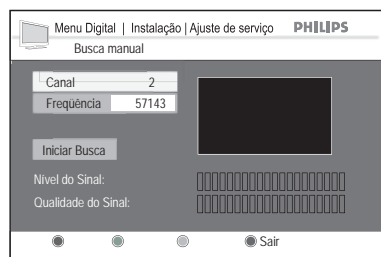 Menu Digital | Instalação | Ajuste de serviço PHILIPS
Busca manual
Canal 2
Freqüência 57143
Iniciar Busca
Nível do Sinal:
Qualidade do Sinal:
Sair